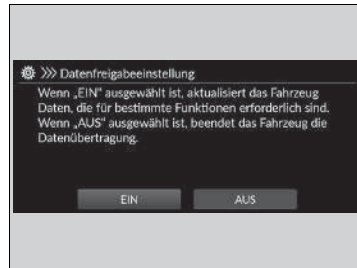 ⚙ >>> Datenfreigabeeinstellung
Wenn „EIN" ausgewählt ist, aktualisiert das Fahrzeug
Daten, die für bestimmte Funktionen erforderlich sind.
Wenn „AUS" ausgewählt ist, beendet das Fahrzeug die
Datenübertragung.
EIN AUS